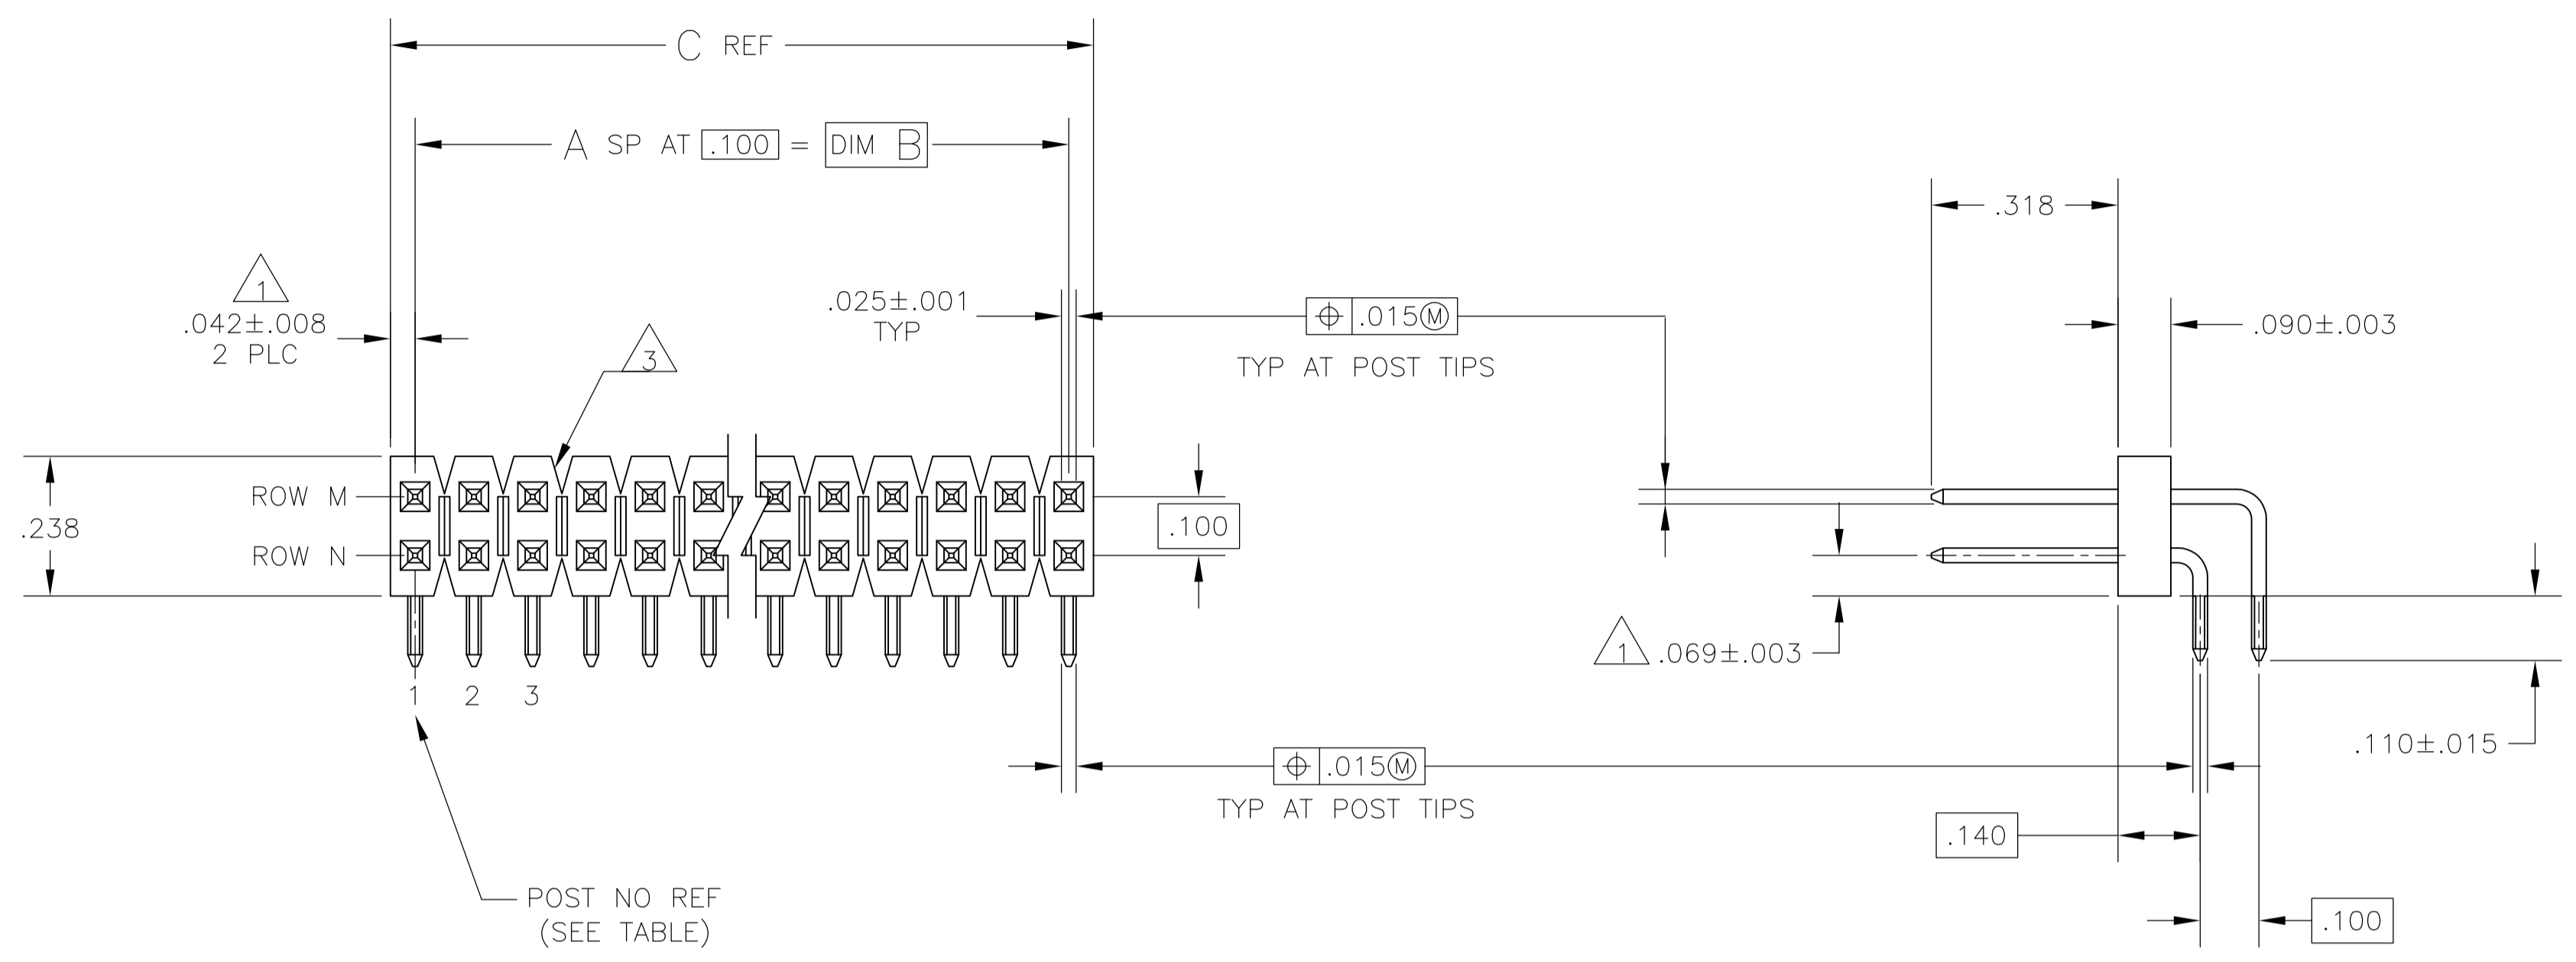 C REF
A SP AT .100 = DIM B
.318
1
.042±.008
2 PLC
.025±.001
TYP
⌖ .015Ⓜ
TYP AT POST TIPS
.090±.003
3
ROW M
ROW N
.238
.100
1 .069±.003
1 2 3
.110±.015
⌖ .015Ⓜ
TYP AT POST TIPS
.140
.100
POST NO REF
(SEE TABLE)